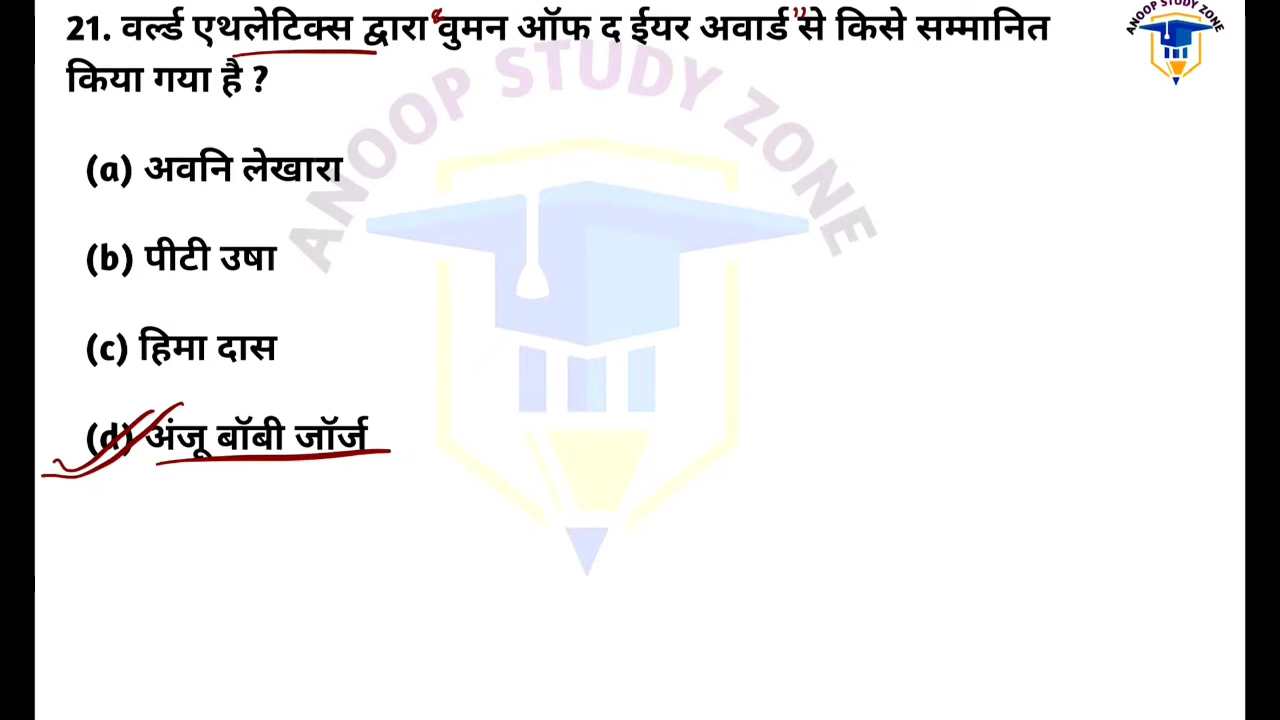 21. वर्ल्ड एथलेटिक्स द्वारा "वुमन ऑफ द ईयर अवार्ड" से किसे सम्मानित
किया गया है ?
(a) अवनि लेखारा
(b) पीटी उषा
(c) हिमा दास
(d) अंजू बॉबी जॉर्ज
ANOOP STUDY ZONE
ANOOP STUDY ZONE